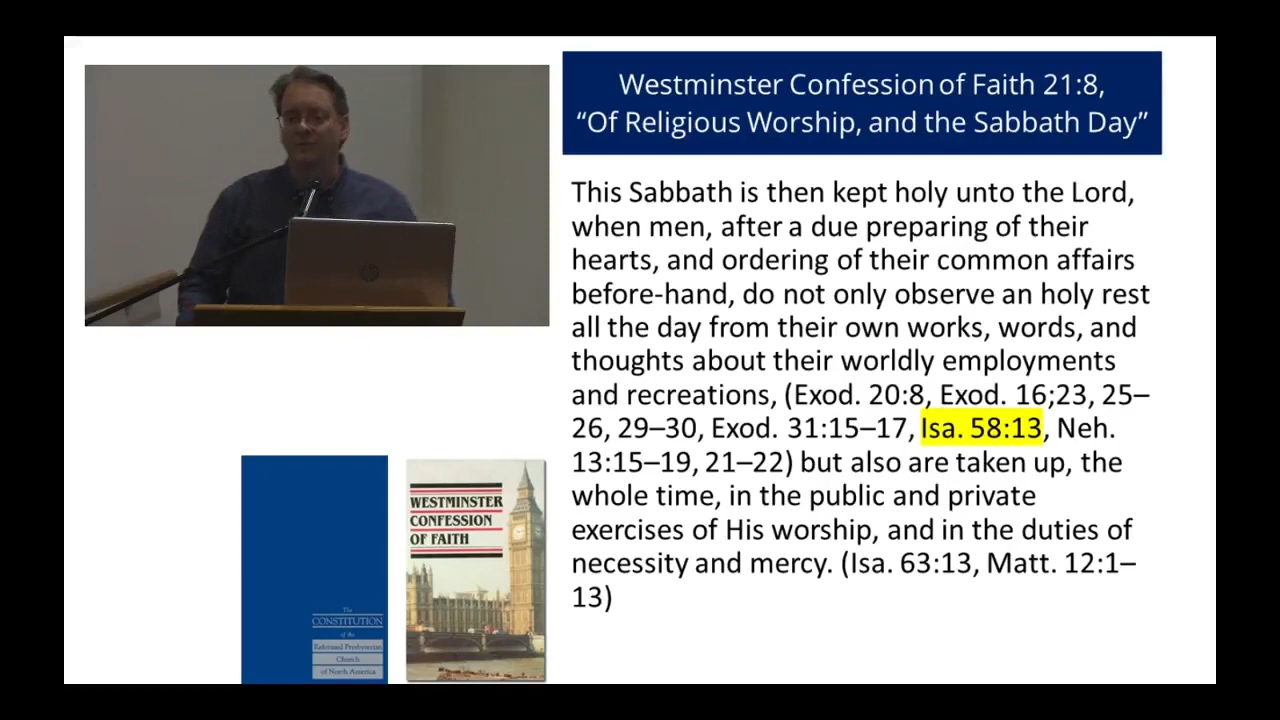 Westminster Confession of Faith 21:8,
“Of Religious Worship, and the Sabbath Day”
This Sabbath is then kept holy unto the Lord,
when men, after a due preparing of their
hearts, and ordering of their common affairs
before-hand, do not only observe an holy rest
all the day from their own works, words, and
thoughts about their worldly employments
and recreations, (Exod. 20:8, Exod. 16;23, 25–
26, 29–30, Exod. 31:15–17, Isa. 58:13, Neh.
13:15–19, 21–22) but also are taken up, the
whole time, in the public and private
exercises of His worship, and in the duties of
necessity and mercy. (Isa. 63:13, Matt. 12:1–
13)
The
CONSTITUTION
of the
Reformed Presbyterian
Church
of North America
WESTMINSTER
CONFESSION
OF FAITH
hp